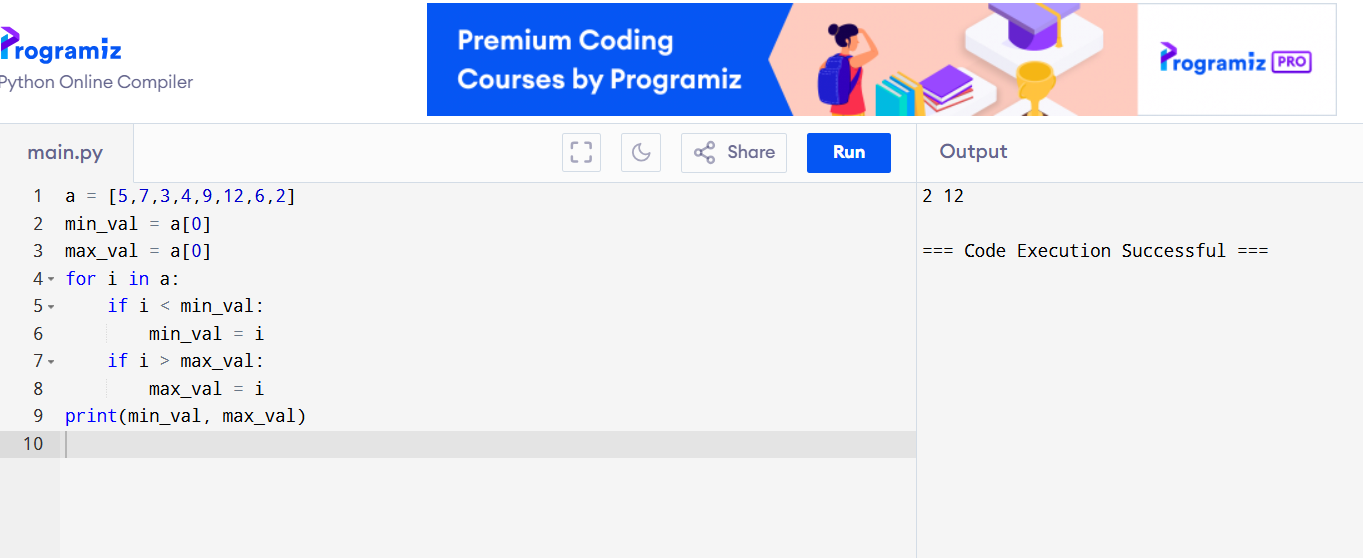 Programiz
Python Online Compiler
Premium Coding
Courses by Programiz
Programiz PRO
main.py
Share
Run
Output
1 a = [5,7,3,4,9,12,6,2]
2 min_val = a[0]
3 max_val = a[0]
4 for i in a:
5     if i < min_val:
6         min_val = i
7     if i > max_val:
8         max_val = i
9 print(min_val, max_val)
10
2 12
=== Code Execution Successful ===